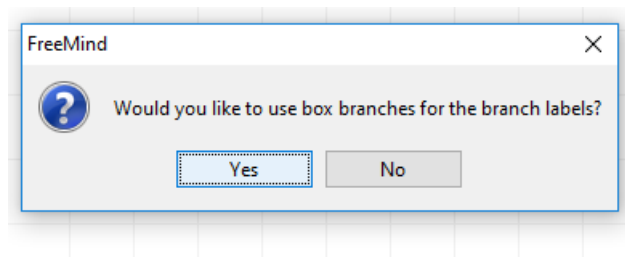 FreeMind
Would you like to use box branches for the branch labels?
Yes
No